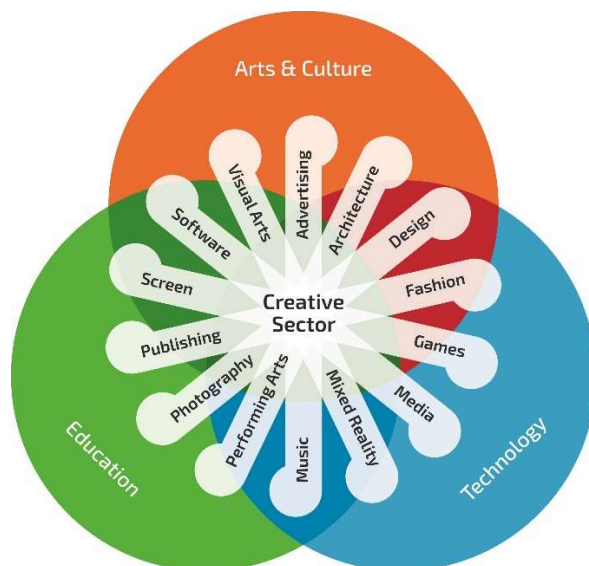 Arts & Culture
Visual Arts
Advertising
Architecture
Software
Design
Screen
Fashion
Creative
Sector
Publishing
Games
Photography
Media
Performing Arts
Music
Mixed Reality
Education
Technology